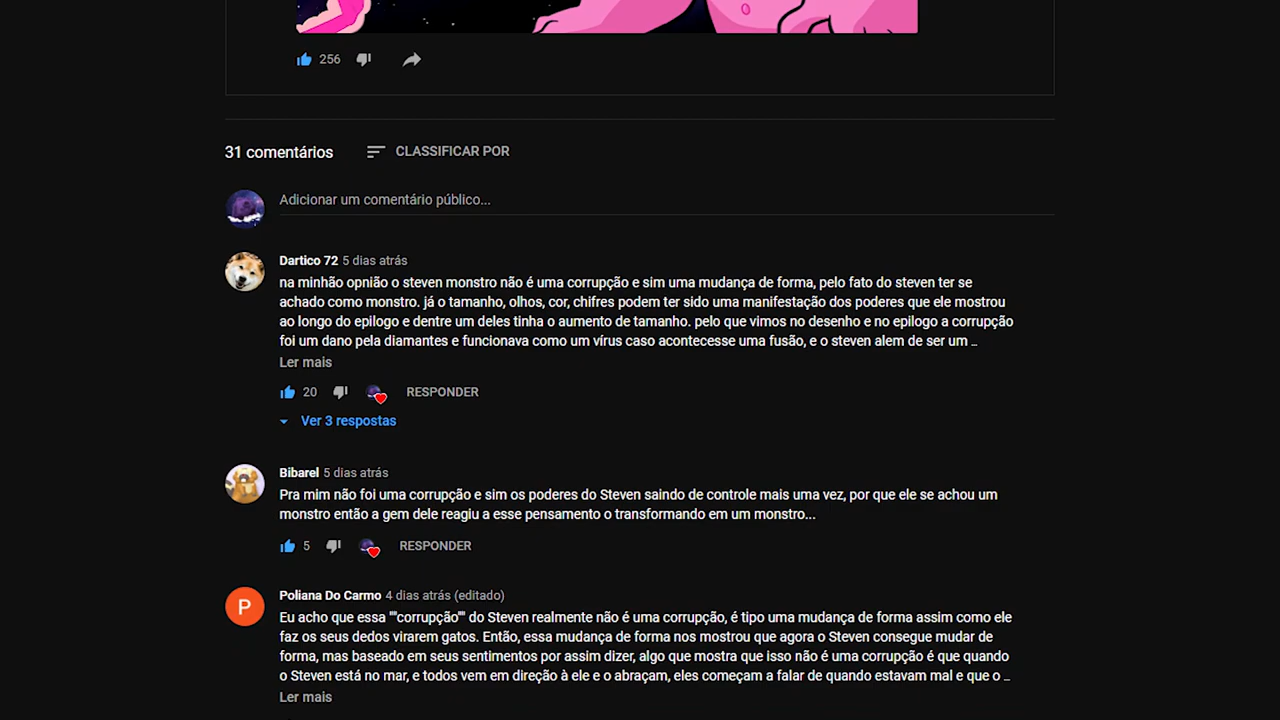 256
31 comentários
CLASSIFICAR POR
Adicionar um comentário público...
Dartico 72 5 dias atrás
na minhão opnião o steven monstro não é uma corrupção e sim uma mudança de forma, pelo fato do steven ter se
achado como monstro. já o tamanho, olhos, cor, chifres podem ter sido uma manifestação dos poderes que ele mostrou
ao longo do epilogo e dentre um deles tinha o aumento de tamanho. pelo que vimos no desenho e no epilogo a corrupção
foi um dano pela diamantes e funcionava como um vírus caso acontecesse uma fusão, e o steven alem de ser um ...
Ler mais
20
RESPONDER
Ver 3 respostas
Bibarel 5 dias atrás
Pra mim não foi uma corrupção e sim os poderes do Steven saindo de controle mais uma vez, por que ele se achou um
monstro então a gem dele reagiu a esse pensamento o transformando em um monstro...
5
RESPONDER
P
Poliana Do Carmo 4 dias atrás (editado)
Eu acho que essa ""corrupção"" do Steven realmente não é uma corrupção, é tipo uma mudança de forma assim como ele
faz os seus dedos virarem gatos. Então, essa mudança de forma nos mostrou que agora o Steven consegue mudar de
forma, mas baseado em seus sentimentos por assim dizer, algo que mostra que isso não é uma corrupção é que quando
o Steven está no mar, e todos vem em direção à ele e o abraçam, eles começam a falar de quando estavam mal e que o ...
Ler mais